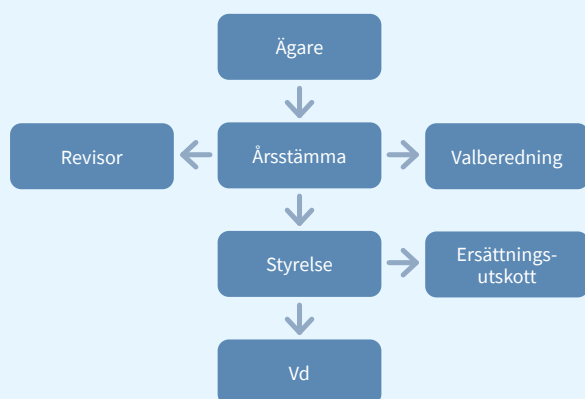 Ägare
Revisor
Årsstämma
Valberedning
Styrelse
Ersättnings-
utskott
Vd